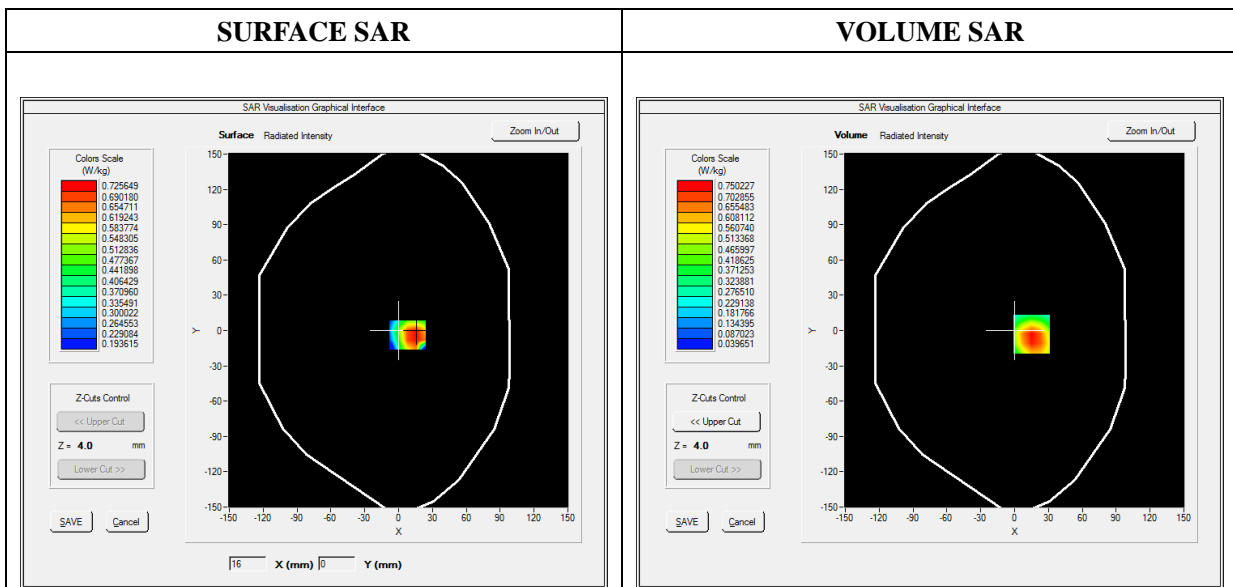 SURFACE SAR
VOLUME SAR
SAR Visualisation Graphical Interface
Surface Radiated Intensity
Zoom In/Out
Colors Scale
(W/kg)
0.725649
0.690180
0.654711
0.619243
0.583774
0.548305
0.512836
0.477367
0.441898
0.406429
0.370960
0.335491
0.300022
0.264553
0.229084
0.193615
Z-Cuts Control
<< Upper Cut
Z = 4.0 mm
Lower Cut >>
SAVE Cancel
150
120
90
60
30
0
-30
-60
-90
-120
-150
Y
-150 -120 -90 -60 -30 0 30 60 90 120 150
X
16 X (mm) 0 Y (mm)
SAR Visualisation Graphical Interface
Volume Radiated Intensity
Zoom In/Out
Colors Scale
(W/kg)
0.750227
0.702855
0.655483
0.608112
0.560740
0.513368
0.465997
0.418625
0.371253
0.323881
0.276510
0.229138
0.181766
0.134395
0.087023
0.039651
Z-Cuts Control
<< Upper Cut
Z = 4.0 mm
Lower Cut >>
SAVE Cancel
150
120
90
60
30
0
-30
-60
-90
-120
-150
Y
-150 -120 -90 -60 -30 0 30 60 90 120 150
X